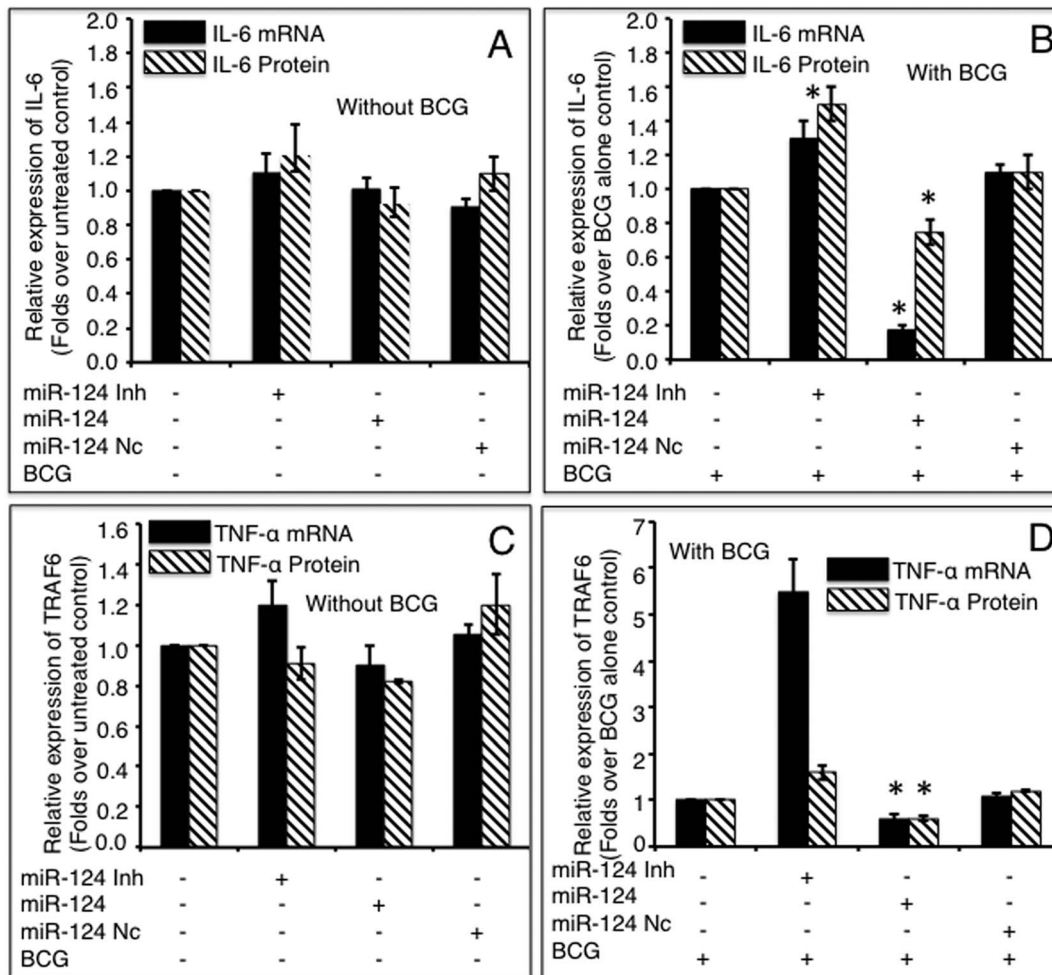 A
IL-6 mRNA
IL-6 Protein
Without BCG
Relative expression of IL-6
(Folds over untreated control)
2.0
1.8
1.6
1.4
1.2
1.0
0.8
0.6
0.4
0.2
0.0
miR-124 Inh - + - -
miR-124 - - + -
miR-124 Nc - - - +
BCG - - - -
B
IL-6 mRNA
IL-6 Protein
With BCG
Relative expression of IL-6
(Folds over BCG alone control)
2.0
1.8
1.6
1.4
1.2
1.0
0.8
0.6
0.4
0.2
0.0
*
*
*
miR-124 Inh - + - -
miR-124 - - + -
miR-124 Nc - - - +
BCG + + + +
C
TNF-α mRNA
TNF-α Protein
Without BCG
Relative expression of TRAF6
(Folds over untreated control)
1.6
1.4
1.2
1.0
0.8
0.6
0.4
0.2
0.0
miR-124 Inh - + - -
miR-124 - - + -
miR-124 Nc - - - +
BCG - - - -
D
With BCG
TNF-α mRNA
TNF-α Protein
Relative expression of TRAF6
(Folds over BCG alone control)
7
6
5
4
3
2
1
0
* *
miR-124 Inh - + - -
miR-124 - - + -
miR-124 Nc - - - +
BCG + + + +